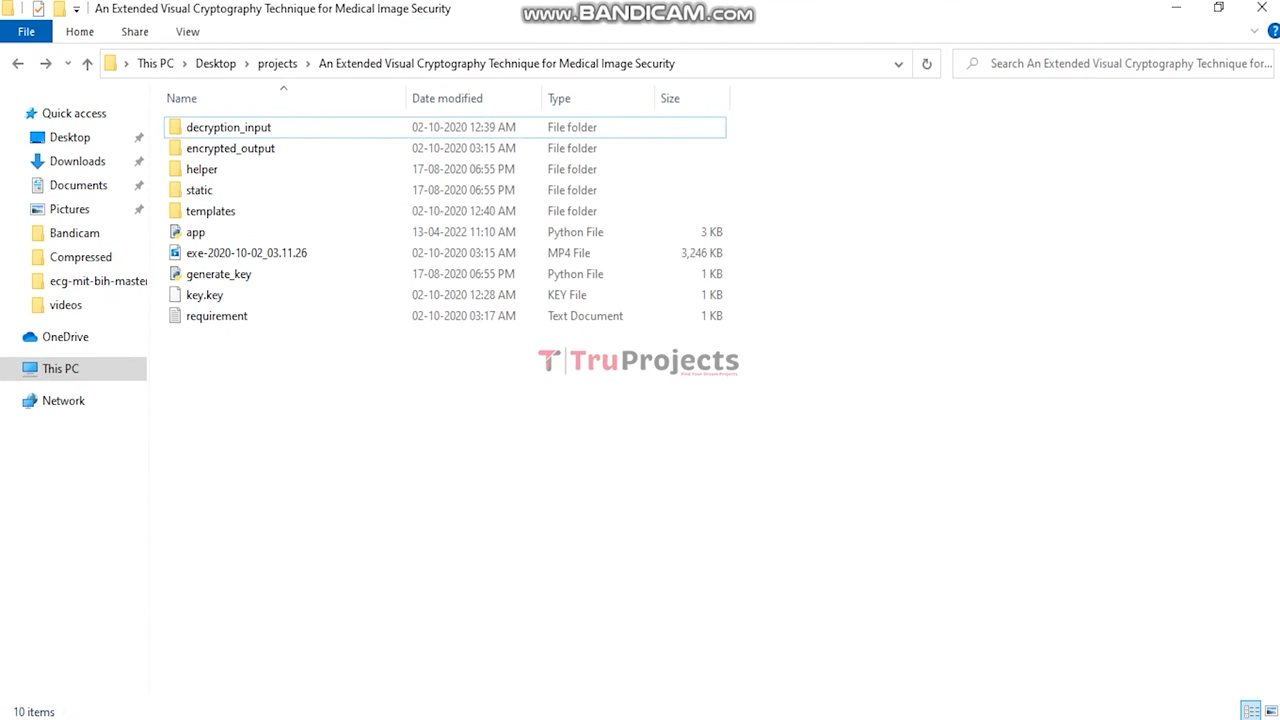 An Extended Visual Cryptography Technique for Medical Image Security
www.BANDICAM.com
File Home Share View
This PC › Desktop › projects › An Extended Visual Cryptography Technique for Medical Image Security
Search An Extended Visual Cryptography Technique for...
Name Date modified Type Size
Quick access
Desktop
Downloads
Documents
Pictures
Bandicam
Compressed
ecg-mit-bih-master
videos
OneDrive
This PC
Network
decryption_input 02-10-2020 12:39 AM File folder
encrypted_output 02-10-2020 03:15 AM File folder
helper 17-08-2020 06:55 PM File folder
static 17-08-2020 06:55 PM File folder
templates 02-10-2020 12:40 AM File folder
app 13-04-2022 11:10 AM Python File 3 KB
exe-2020-10-02_03.11.26 02-10-2020 03:15 AM MP4 File 3,246 KB
generate_key 17-08-2020 06:55 PM Python File 1 KB
key.key 02-10-2020 12:28 AM KEY File 1 KB
requirement 02-10-2020 03:17 AM Text Document 1 KB
TruProjects
Find Your Dream Projects
10 items